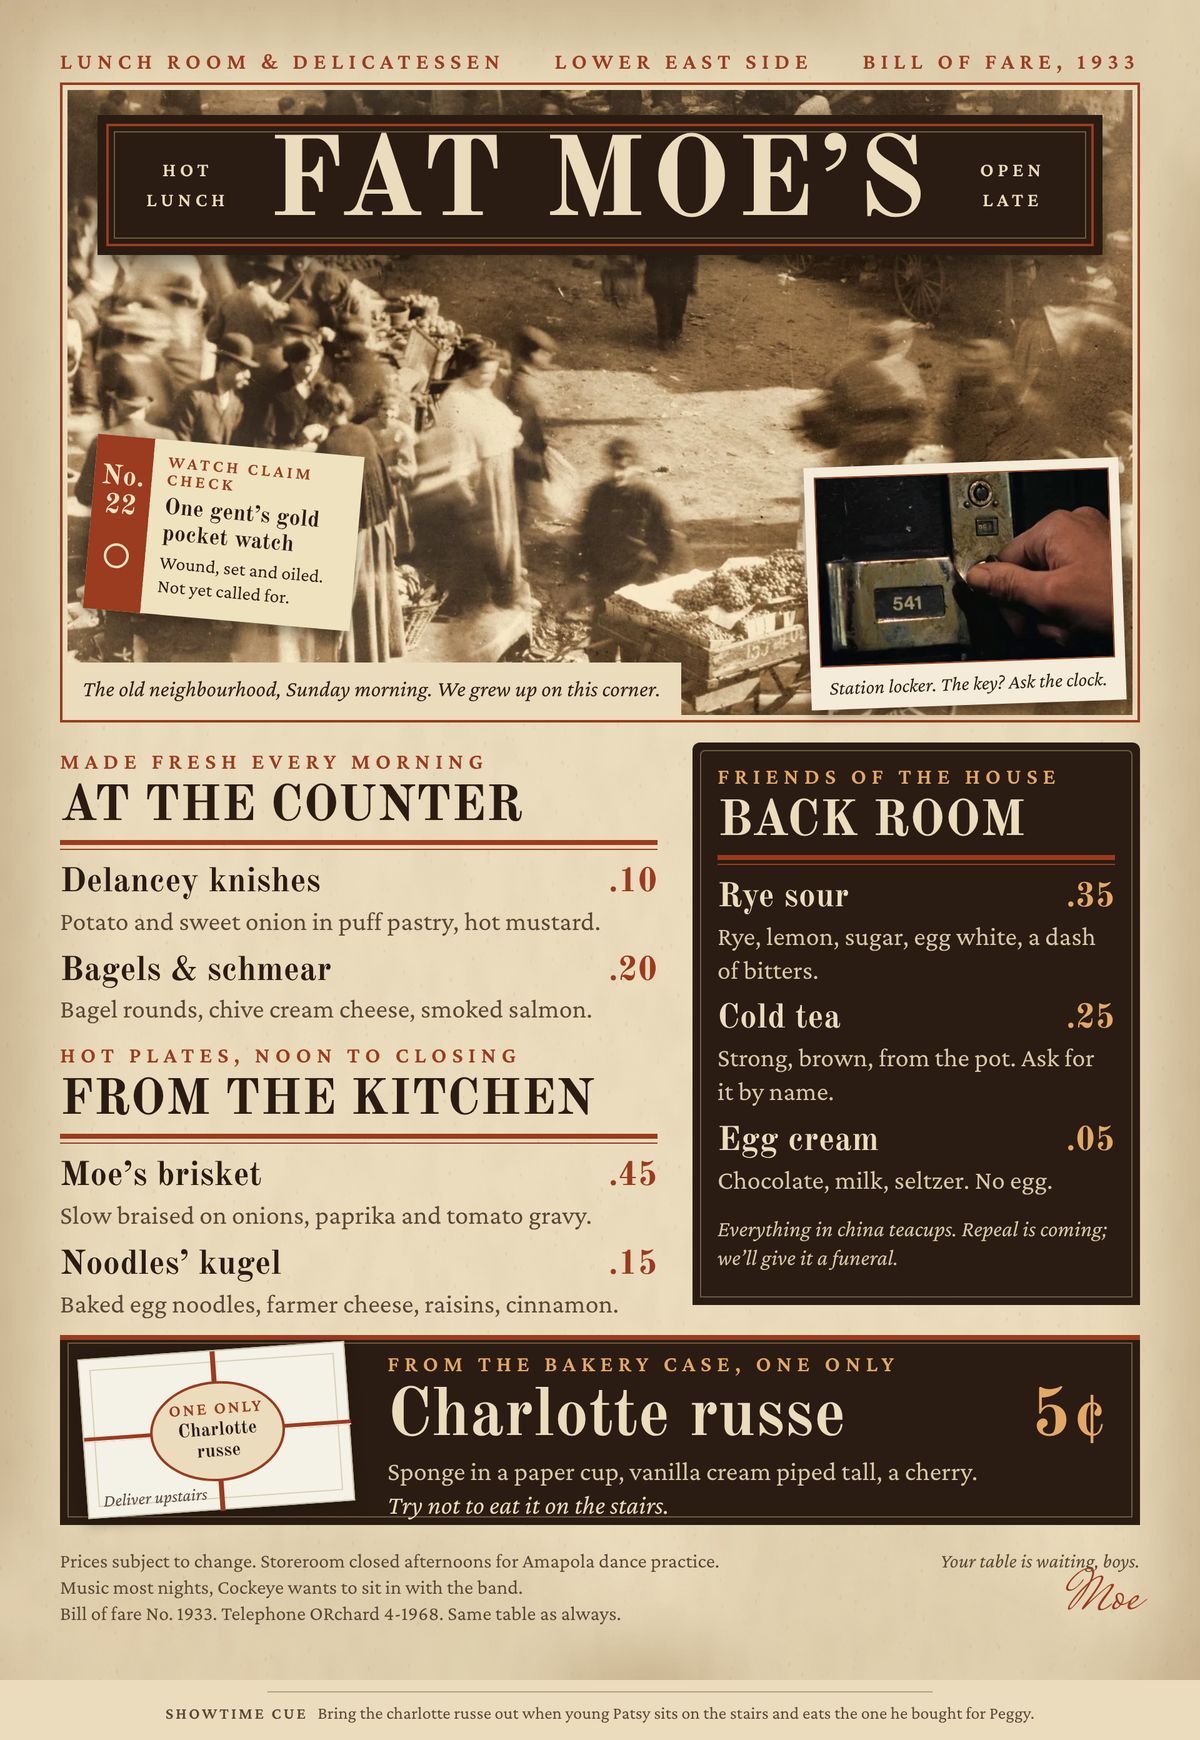 LUNCH ROOM & DELICATESSEN LOWER EAST SIDE BILL OF FARE, 1933
HOT
LUNCH
FAT MOE’S
OPEN
LATE
No.
22
WATCH CLAIM
CHECK
One gent’s gold
pocket watch
Wound, set and oiled.
Not yet called for.
541
Station locker. The key? Ask the clock.
The old neighbourhood, Sunday morning. We grew up on this corner.
MADE FRESH EVERY MORNING
AT THE COUNTER
Delancey knishes .10
Potato and sweet onion in puff pastry, hot mustard.
Bagels & schmear .20
Bagel rounds, chive cream cheese, smoked salmon.
HOT PLATES, NOON TO CLOSING
FROM THE KITCHEN
Moe’s brisket .45
Slow braised on onions, paprika and tomato gravy.
Noodles’ kugel .15
Baked egg noodles, farmer cheese, raisins, cinnamon.
FRIENDS OF THE HOUSE
BACK ROOM
Rye sour .35
Rye, lemon, sugar, egg white, a dash
of bitters.
Cold tea .25
Strong, brown, from the pot. Ask for
it by name.
Egg cream .05
Chocolate, milk, seltzer. No egg.
Everything in china teacups. Repeal is coming;
we’ll give it a funeral.
ONE ONLY
Charlotte
russe
Deliver upstairs
FROM THE BAKERY CASE, ONE ONLY
Charlotte russe 5¢
Sponge in a paper cup, vanilla cream piped tall, a cherry.
Try not to eat it on the stairs.
Prices subject to change. Storeroom closed afternoons for Amapola dance practice.
Music most nights, Cockeye wants to sit in with the band.
Bill of fare No. 1933. Telephone ORchard 4-1968. Same table as always.
Your table is waiting, boys.
Moe
SHOWTIME CUE Bring the charlotte russe out when young Patsy sits on the stairs and eats the one he bought for Peggy.